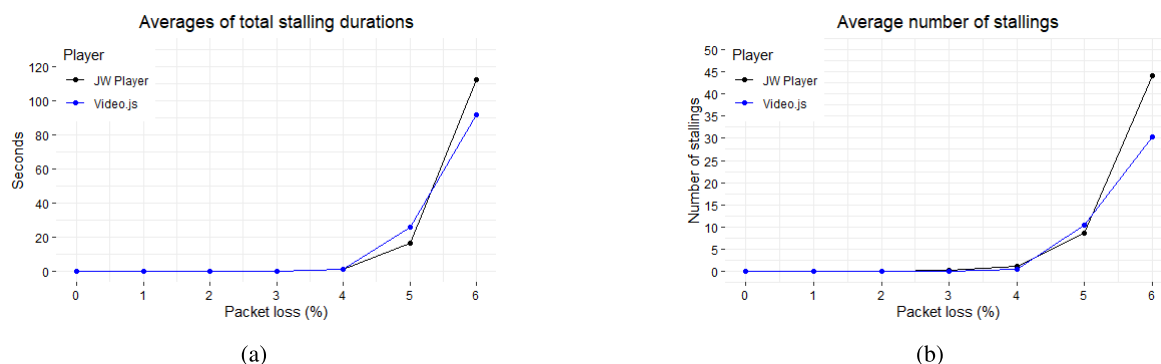 Averages of total stalling durations
Player
JW Player
Video.js
Seconds
120
100
80
60
40
20
0
0 1 2 3 4 5 6
Packet loss (%)
(a)
Average number of stallings
Player
JW Player
Video.js
Number of stallings
50
45
40
35
30
25
20
15
10
5
0
0 1 2 3 4 5 6
Packet loss (%)
(b)